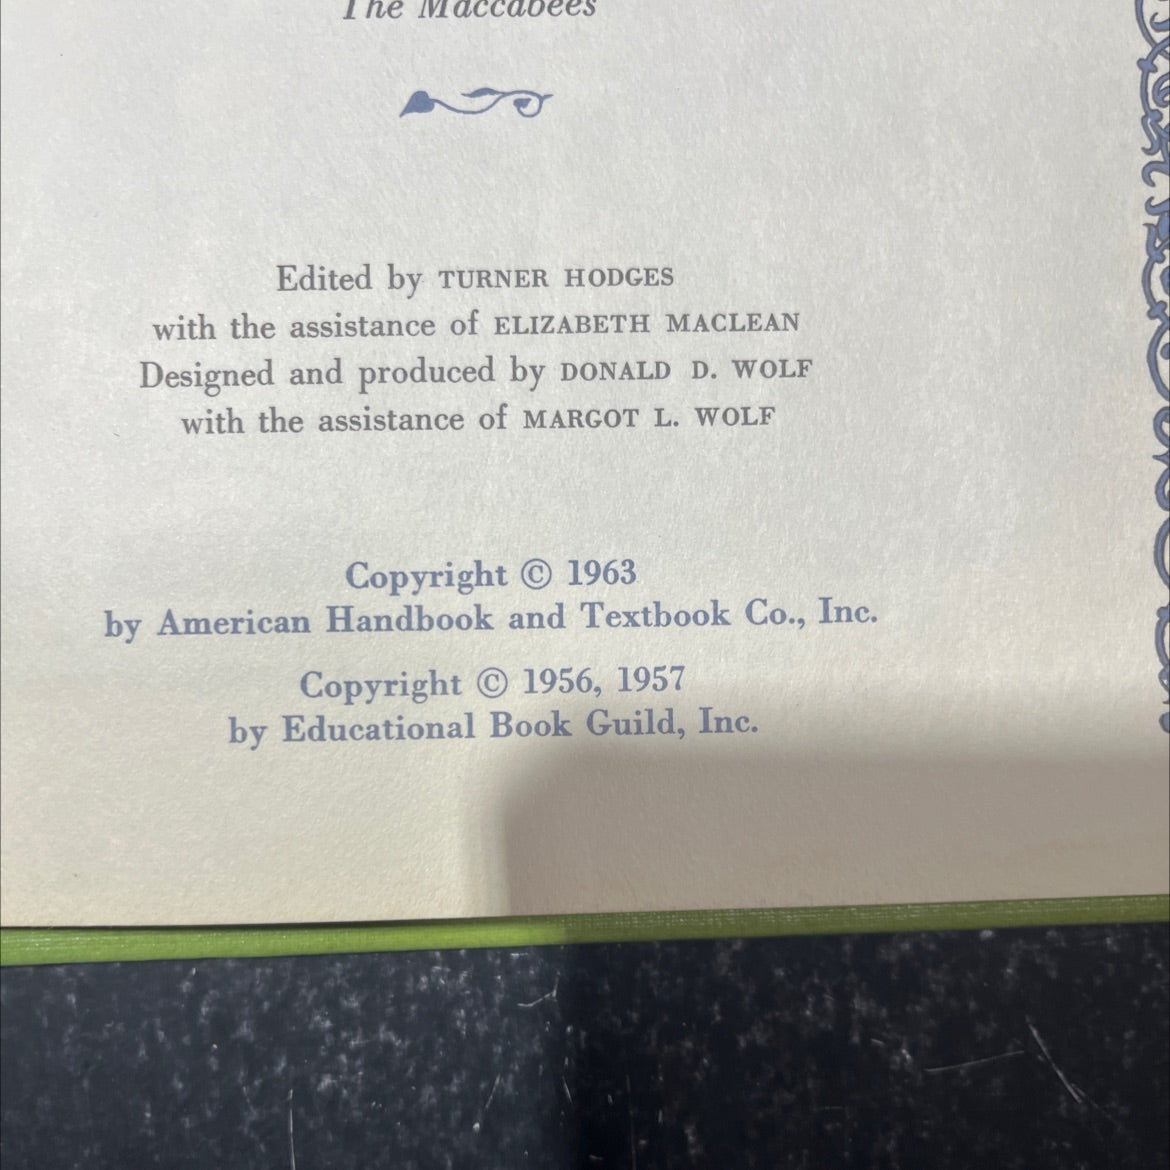 The Maccabees
Edited by TURNER HODGES
with the assistance of ELIZABETH MACLEAN
Designed and produced by DONALD D. WOLF
with the assistance of MARGOT L. WOLF
Copyright © 1963
by American Handbook and Textbook Co., Inc.
Copyright © 1956, 1957
by Educational Book Guild, Inc.